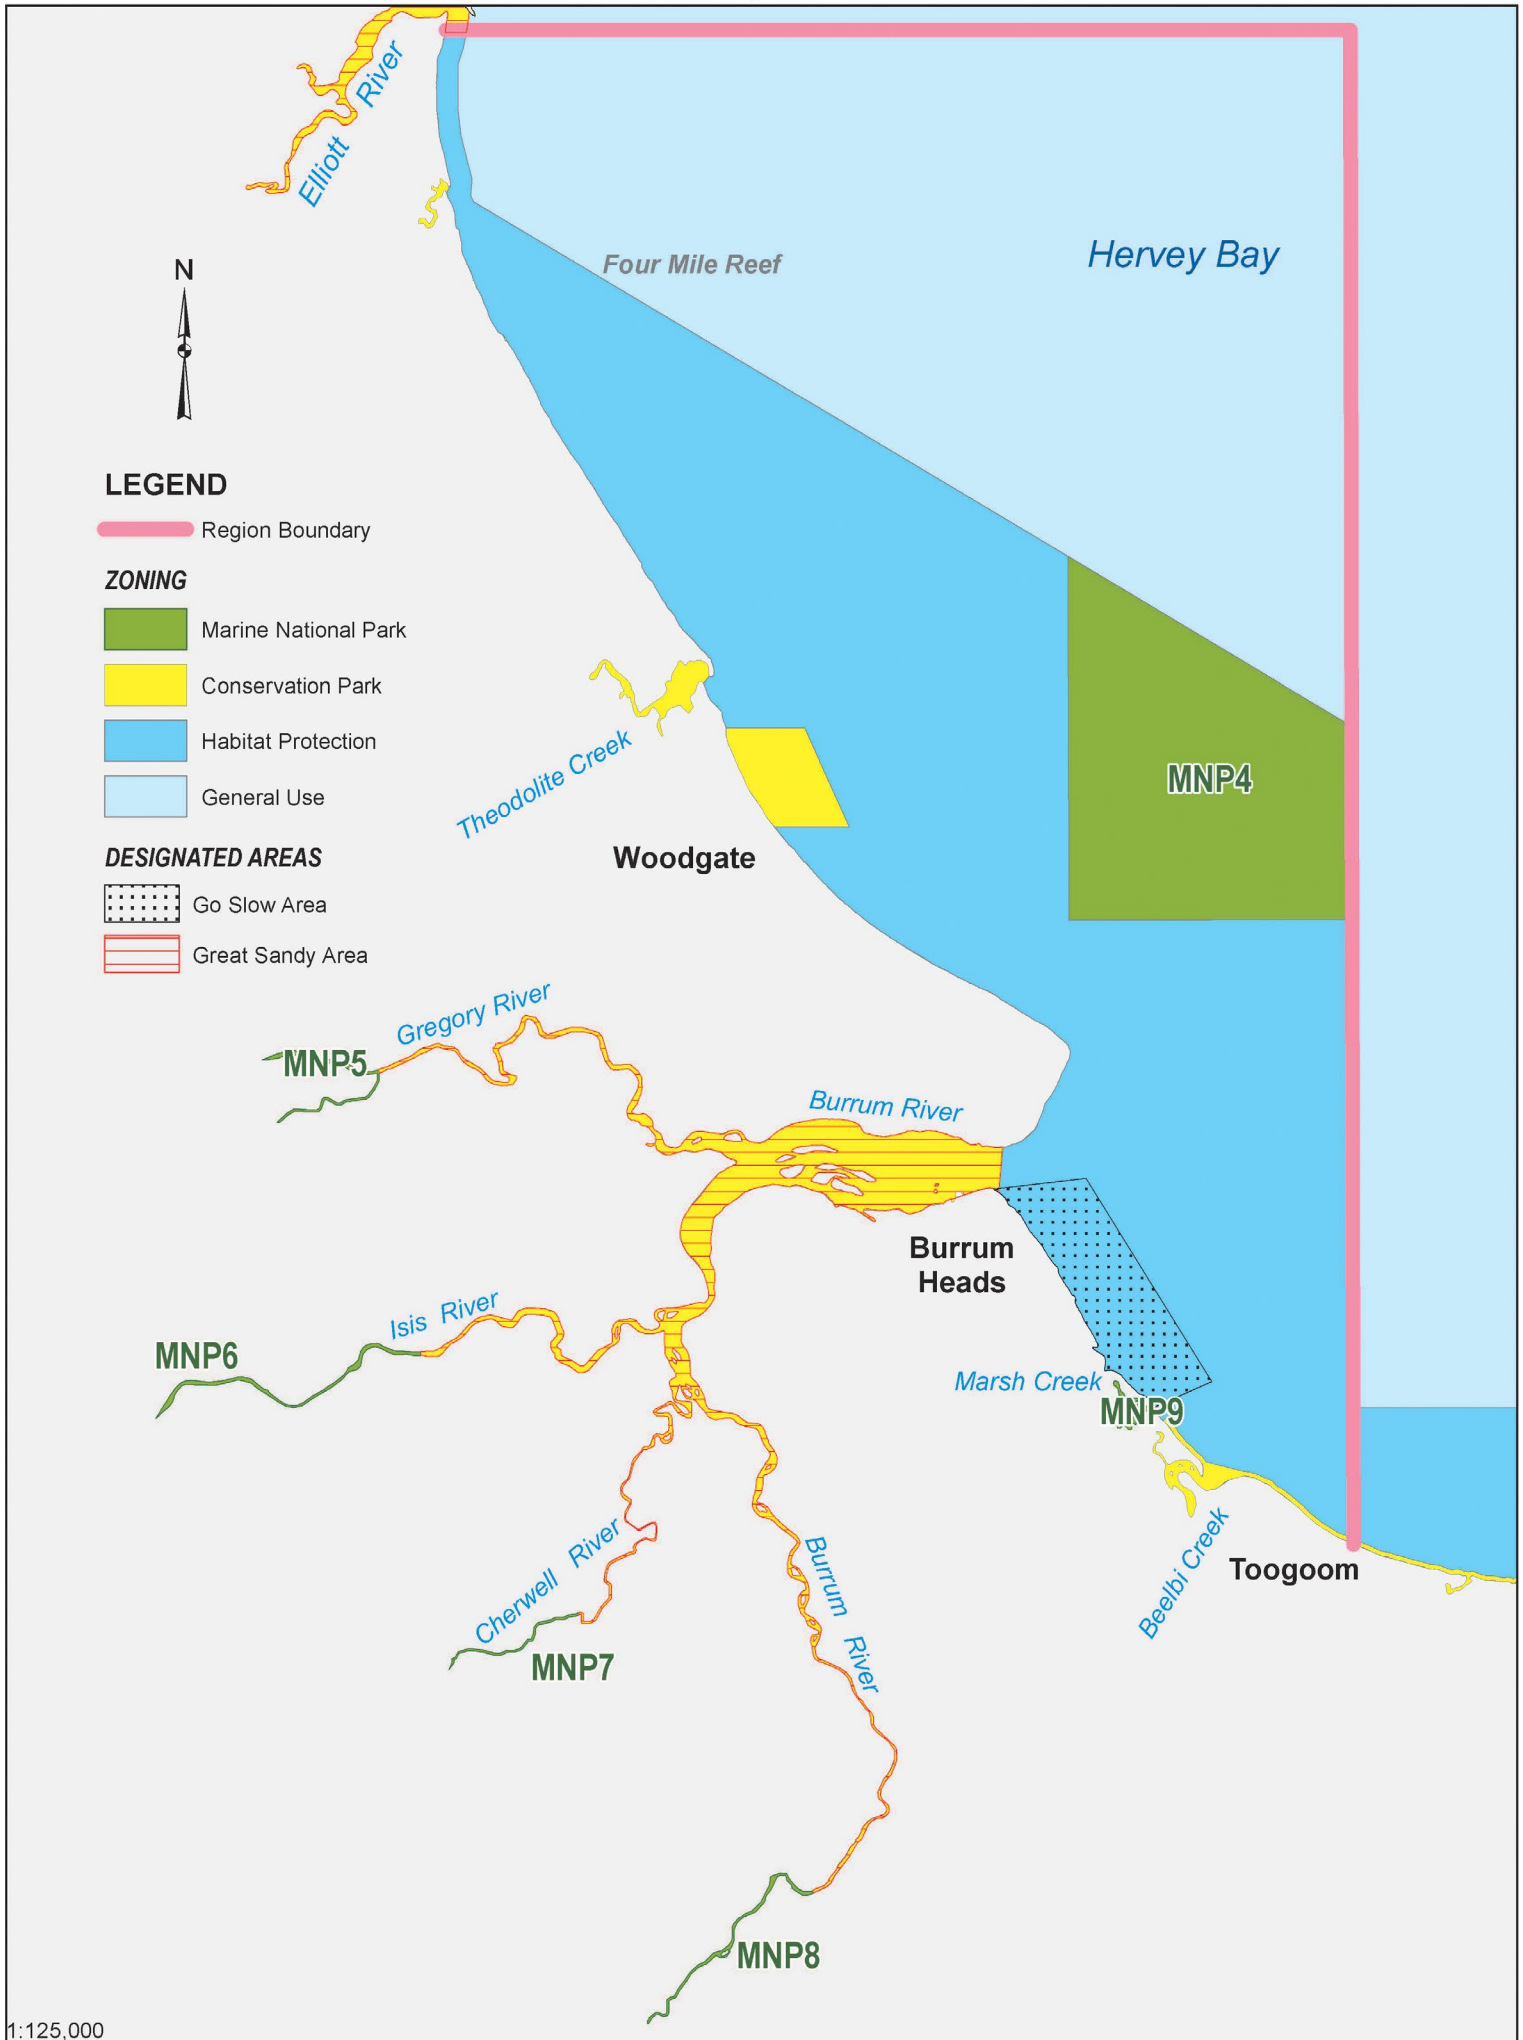 Elliott River
N
Four Mile Reef
Hervey Bay
LEGEND
Region Boundary
ZONING
Marine National Park
Conservation Park
Habitat Protection
General Use
DESIGNATED AREAS
Go Slow Area
Great Sandy Area
MNP4
Theodolite Creek
Woodgate
Gregory River
MNP5
Burrum River
Burrum
Heads
Isis River
MNP6
Marsh Creek
MNP9
Cherwell River
MNP7
Burrum River
Beelbi Creek
Toogoom
MNP8
1:125,000